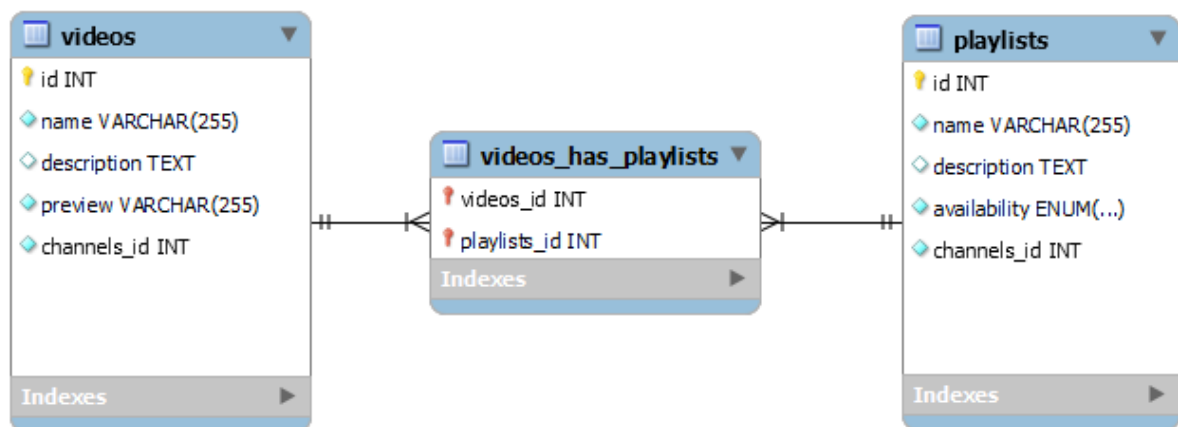 videos
id INT
name VARCHAR(255)
description TEXT
preview VARCHAR(255)
channels_id INT
Indexes
videos_has_playlists
videos_id INT
playlists_id INT
Indexes
playlists
id INT
name VARCHAR(255)
description TEXT
availability ENUM(...)
channels_id INT
Indexes